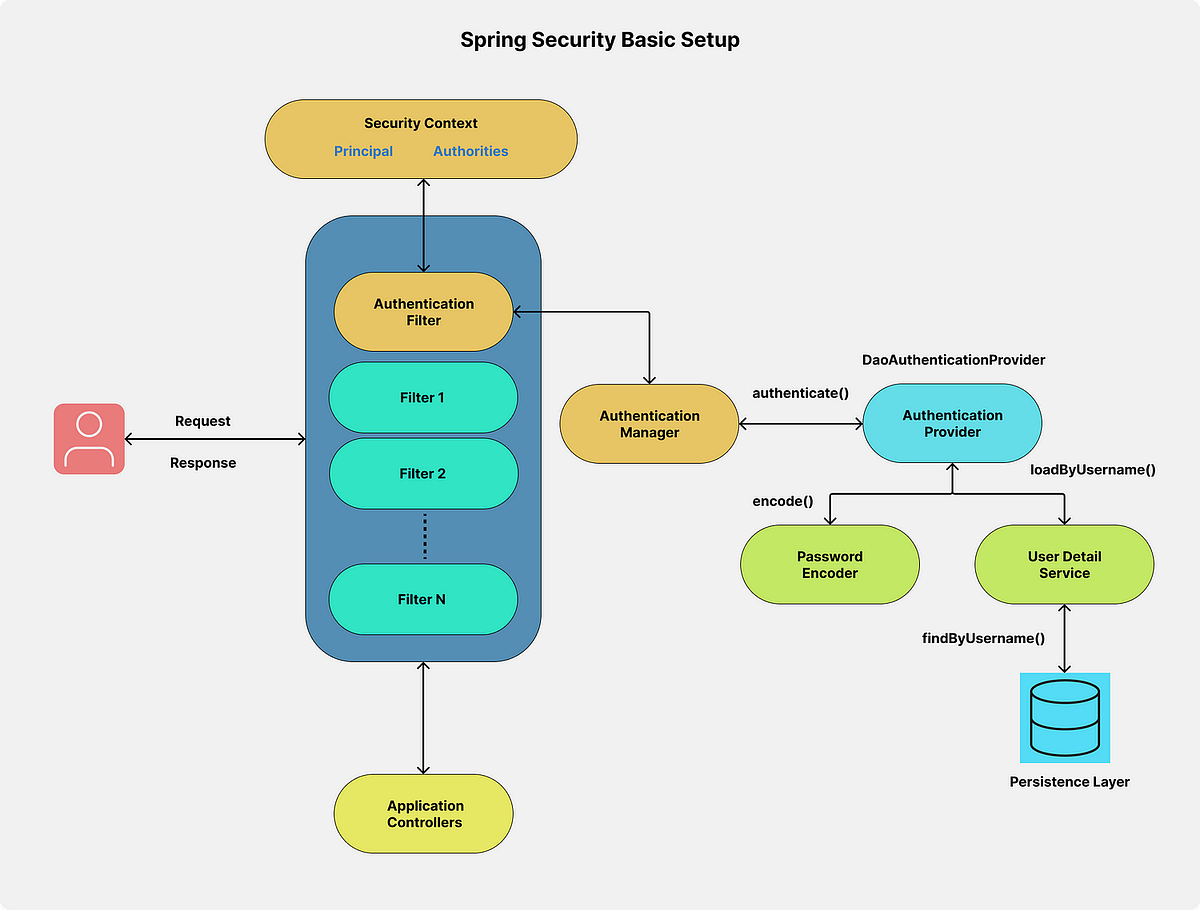 Spring Security Basic Setup
Security Context
Principal Authorities
Authentication
Filter
Filter 1
Filter 2
Filter N
Request
Response
Application
Controllers
Authentication
Manager
authenticate()
DaoAuthenticationProvider
Authentication
Provider
encode()
loadByUsername()
Password
Encoder
User Detail
Service
findByUsername()
Persistence Layer